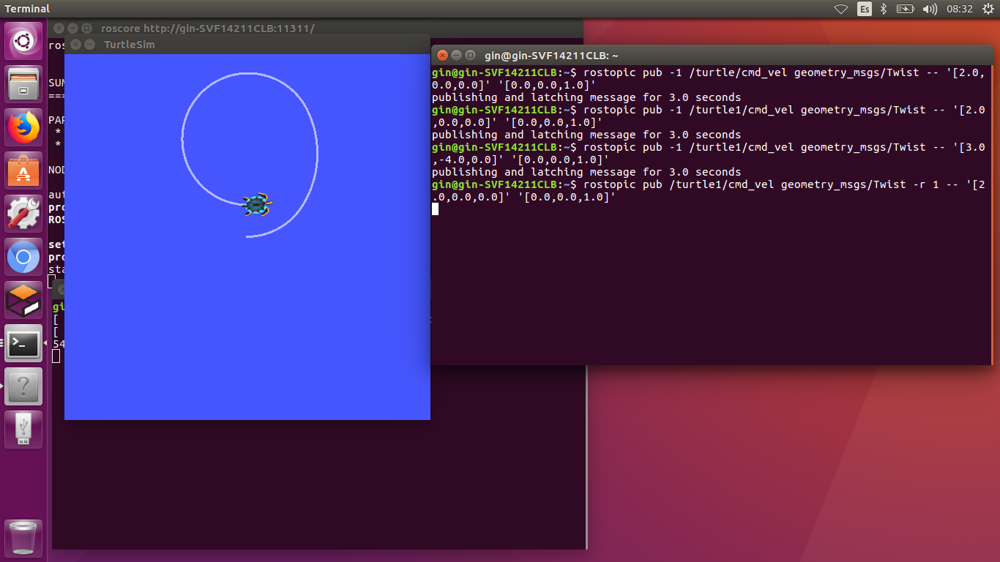 Terminal
Es
08:32
roscore http://gin-SVF14211CLB:11311/
TurtleSim
ros
SUM
===
PAR
*
*
NOD
aut
pro
ROS
set
pro
sta
gi
[
[
54
gin@gin-SVF14211CLB: ~
gin@gin-SVF14211CLB:~$ rostopic pub -1 /turtle/cmd_vel geometry_msgs/Twist -- '[2.0,
0.0,0.0]' '[0.0,0.0,1.0]'
publishing and latching message for 3.0 seconds
gin@gin-SVF14211CLB:~$ rostopic pub -1 /turtle1/cmd_vel geometry_msgs/Twist -- '[2.0
,0.0,0.0]' '[0.0,0.0,1.0]'
publishing and latching message for 3.0 seconds
gin@gin-SVF14211CLB:~$ rostopic pub -1 /turtle1/cmd_vel geometry_msgs/Twist -- '[3.0
,-4.0,0.0]' '[0.0,0.0,1.0]'
publishing and latching message for 3.0 seconds
gin@gin-SVF14211CLB:~$ rostopic pub /turtle1/cmd_vel geometry_msgs/Twist -r 1 -- '[2
.0,0.0,0.0]' '[0.0,0.0,1.0]'